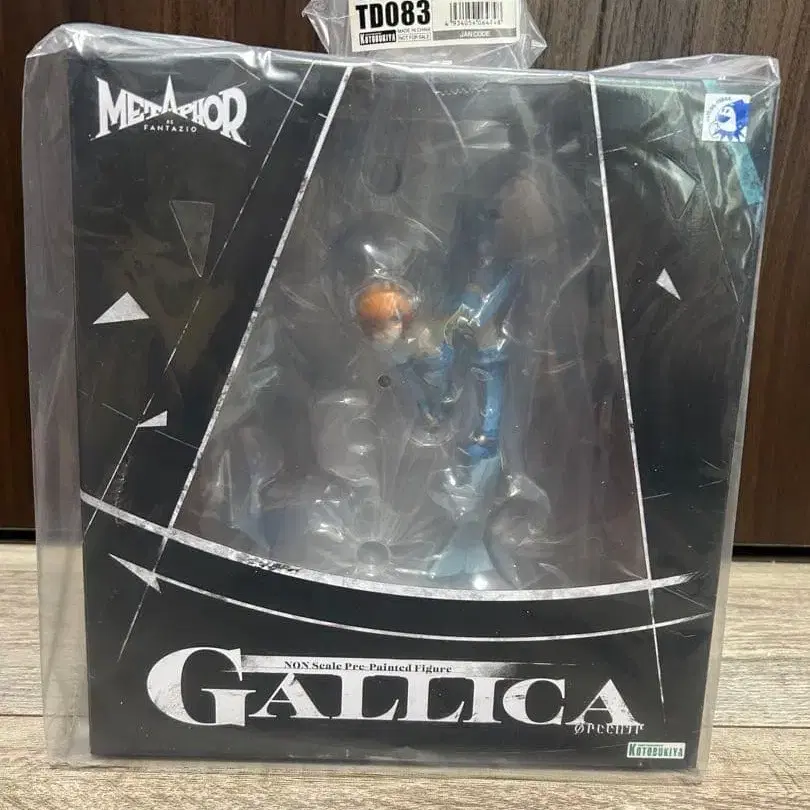 TD083
KOTOBUKIYA
MADE IN CHINA
NOT FOR SALE
JAN CODE
METAPHOR
RE
FANTAZIO
NON Scale Pre-Painted Figure
GALLICA
KOTOBUKIYA